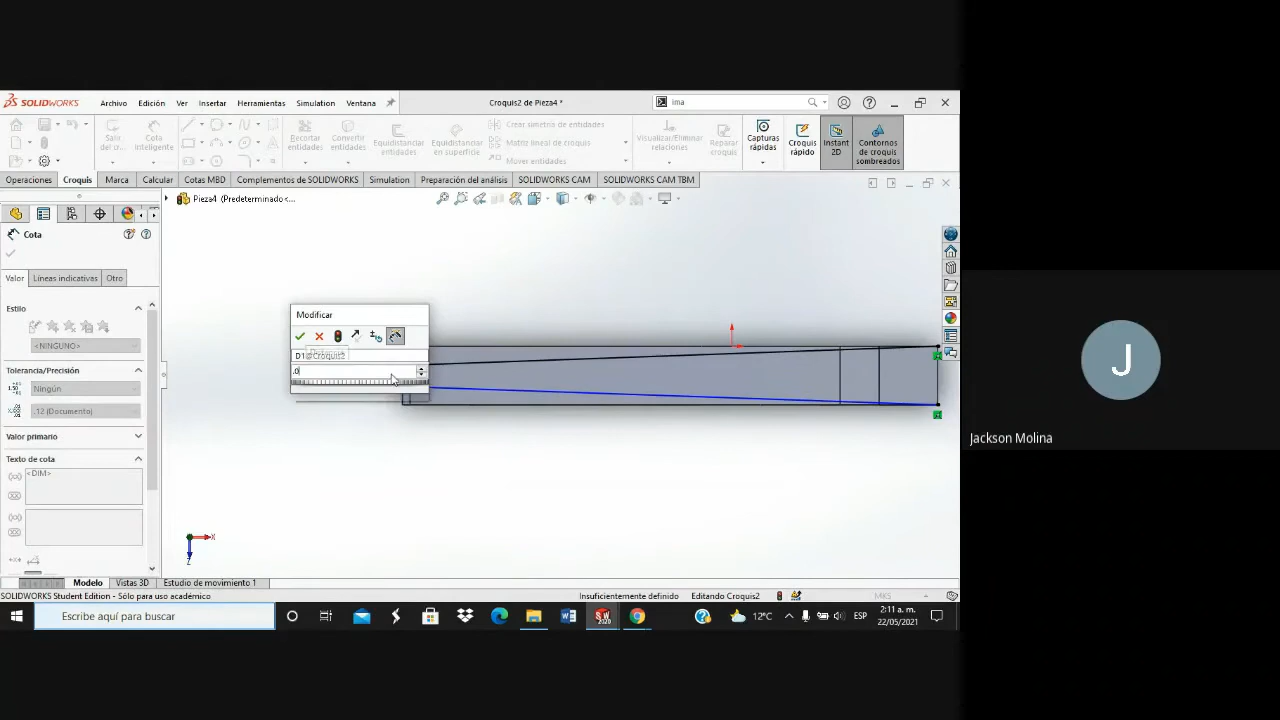 SOLIDWORKS
Archivo Edición Ver Insertar Herramientas Simulation Ventana
Croquis2 de Pieza4 *
ima
Salir del cr...
Cota Inteligente
Recortar entidades
Convertir entidades
Equidistanciar entidades
Equidistanciar en superficie
Crear simetría de entidades
Matriz lineal de croquis
Mover entidades
Visualizar/Eliminar relaciones
Reparar croquis
Capturas rápidas
Croquis rápido
Instant 2D
Contornos de croquis sombreados
Operaciones Croquis Marca Calcular Cotas MBD Complementos de SOLIDWORKS Simulation Preparación del análisis SOLIDWORKS CAM SOLIDWORKS CAM TBM
Pieza4 (Predeterminado<...
Cota
Valor Líneas indicativas Otro
Estilo
<NINGUNO>
Tolerancia/Precisión
Ningún
.12 (Documento)
Valor primario
Texto de cota
<DIM>
Modificar
D1@Croquis2
.0
X
Z
Modelo Vistas 3D Estudio de movimiento 1
SOLIDWORKS Student Edition - Sólo para uso académico
Insuficientemente definido Editando Croquis2 MKS
Escribe aquí para buscar
12°C
ESP
2:11 a. m.
22/05/2021
J
Jackson Molina